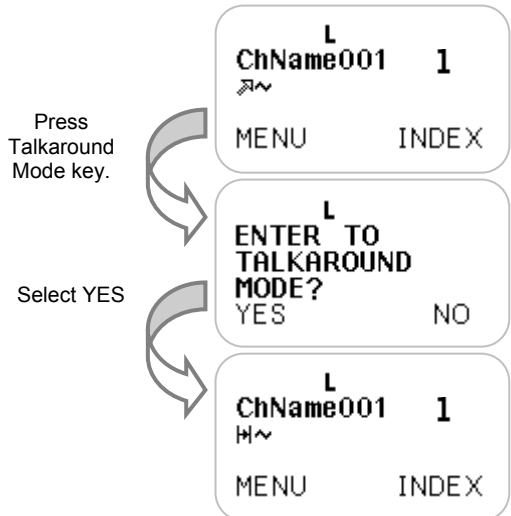 L
ChName001 1
MENU INDEX
Press
Talkaround
Mode key.
L
ENTER TO
TALKAROUND
MODE?
YES NO
Select YES
L
ChName001 1
MENU INDEX